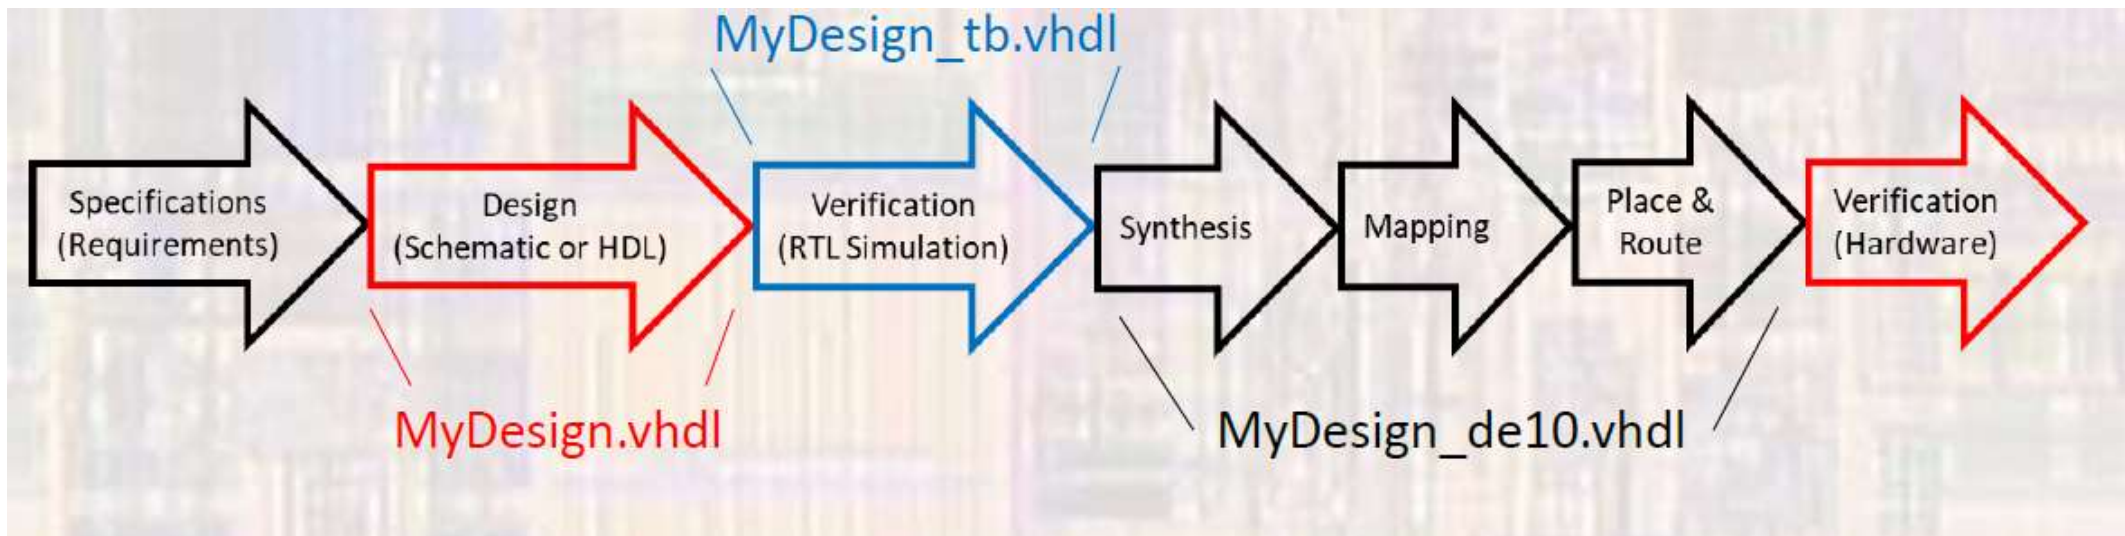 MyDesign_tb.vhdl
Specifications
(Requirements)
Design
(Schematic or HDL)
Verification
(RTL Simulation)
Synthesis
Mapping
Place &
Route
Verification
(Hardware)
MyDesign.vhdl
MyDesign_de10.vhdl